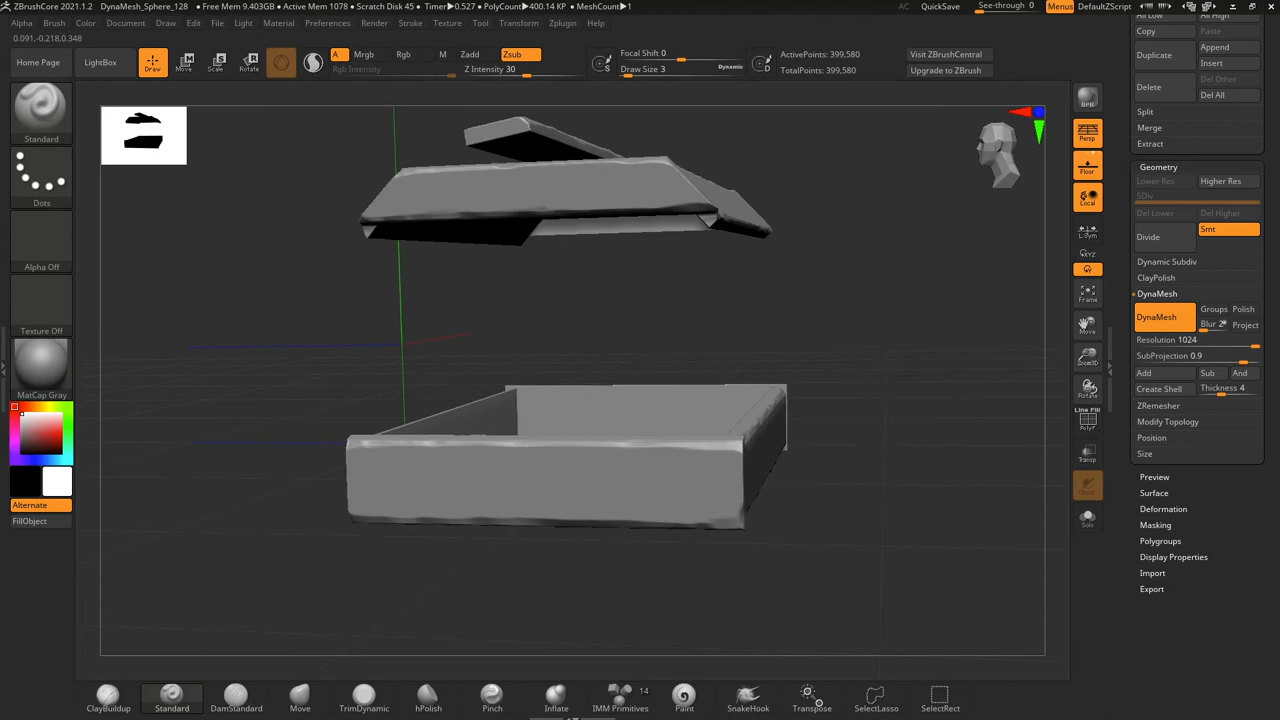 ZBrushCore 2021.1.2 DynaMesh_Sphere_128 • Free Mem 9.403GB • Active Mem 1078 • Scratch Disk 45 • Timer▶0.527 • PolyCount▶400.14 KP • MeshCount▶1 AC QuickSave See-through 0 Menus DefaultZScript
Alpha Brush Color Document Draw Edit File Light Material Preferences Render Stroke Texture Tool Transform Zplugin Help
0.091,-0.218,0.348
Home Page LightBox Draw Move Scale Rotate
A Mrgb Rgb M Zadd Zsub
Rgb Intensity Z Intensity 30
Focal Shift 0
Draw Size 3 Dynamic
S D
ActivePoints: 399,580
TotalPoints: 399,580
Visit ZBrushCentral
Upgrade to ZBrush
Standard
Dots
Alpha Off
Texture Off
MatCap Gray
Alternate
FillObject
BPR
Persp
Floor
Local
L.Sym
XYZ
Frame
Move
Zoom3D
Rotate
Line Fill
PolyF
Transp
Solo
All Low All High
Copy Paste
Duplicate Append
Insert
Delete Del Other
Del All
Split
Merge
Extract
Geometry
Lower Res Higher Res
SDiv
Del Lower Del Higher
Divide Smt
Dynamic Subdiv
ClayPolish
DynaMesh
DynaMesh Groups Polish
Blur 2 Project
Resolution 1024
SubProjection 0.9
Add Sub And
Create Shell Thickness 4
ZRemesher
Modify Topology
Position
Size
Preview
Surface
Deformation
Masking
Polygroups
Display Properties
Import
Export
14
ClayBuildup Standard DamStandard Move TrimDynamic hPolish Pinch Inflate IMM Primitives Paint SnakeHook Transpose SelectLasso SelectRect